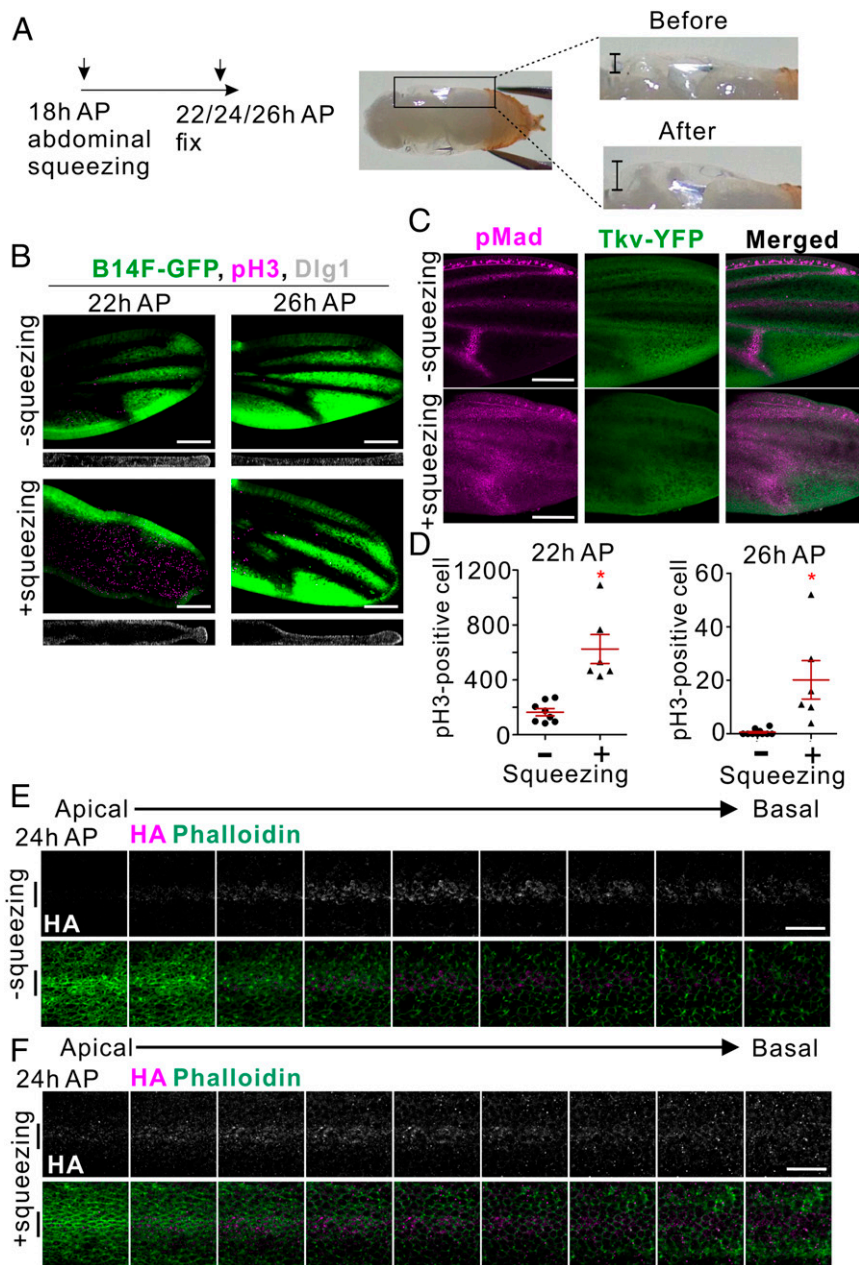 A
18h AP
abdominal
squeezing
22/24/26h AP
fix
Before
After
B
B14F-GFP, pH3, Dlg1
22h AP
26h AP
-squeezing
+squeezing
C
pMad
Tkv-YFP
Merged
-squeezing
+squeezing
D
22h AP
pH3-positive cell
1200
800
400
0
*
-
+
Squeezing
26h AP
pH3-positive cell
60
40
20
0
*
-
+
Squeezing
E
Apical
Basal
24h AP
HA Phalloidin
-squeezing
HA
F
Apical
Basal
24h AP
HA Phalloidin
+squeezing
HA